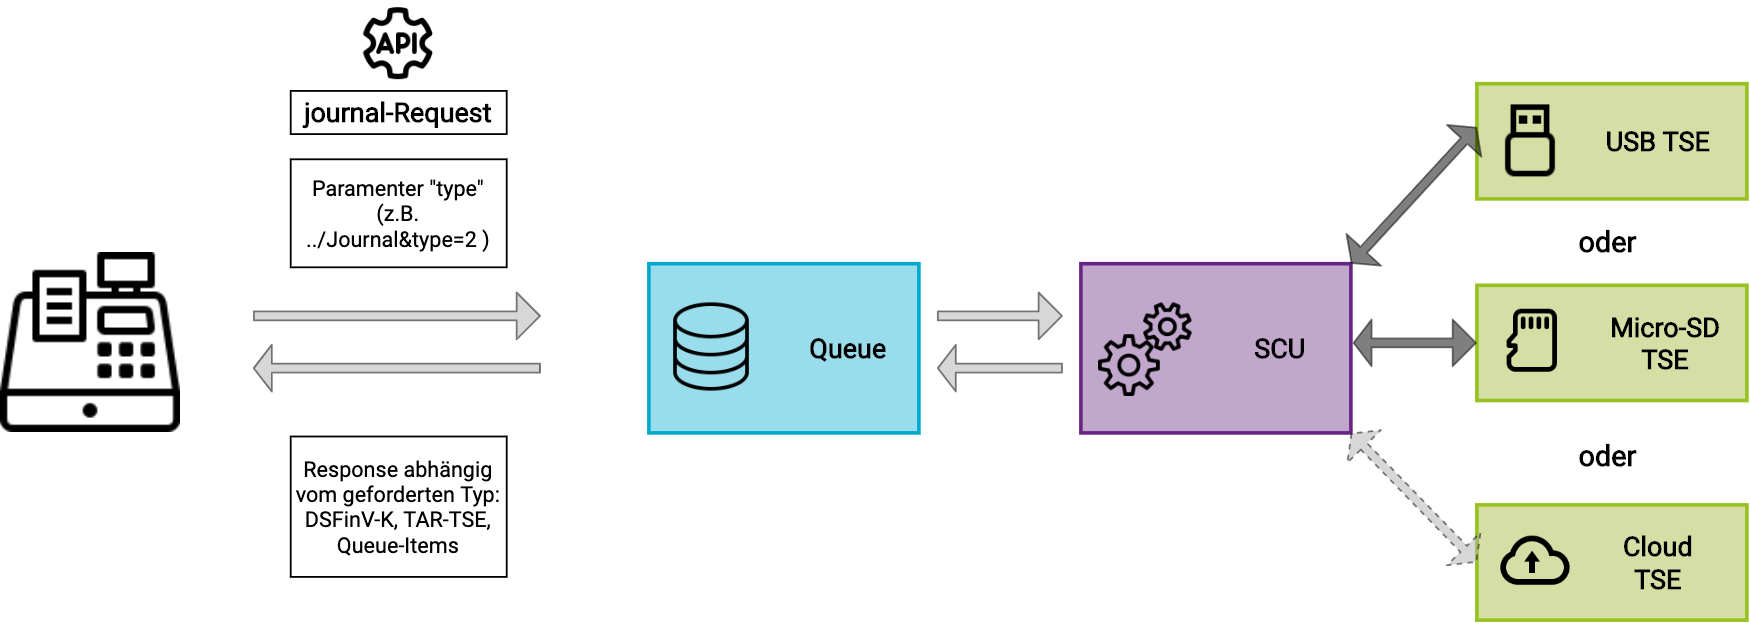 API
journal-Request
Paramenter "type"
(z.B.
../Journal&type=2 )
Response abhängig
vom geforderten Typ:
DSFinV-K, TAR-TSE,
Queue-Items
Queue
SCU
USB TSE
oder
Micro-SD
TSE
oder
Cloud
TSE